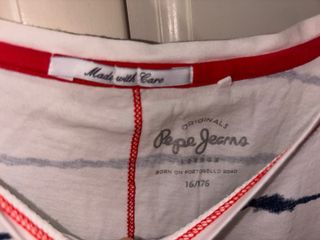 Made with Care
ORIGINALS
Pepe Jeans
LONDON
BORN ON PORTOBELLO ROAD
16/176